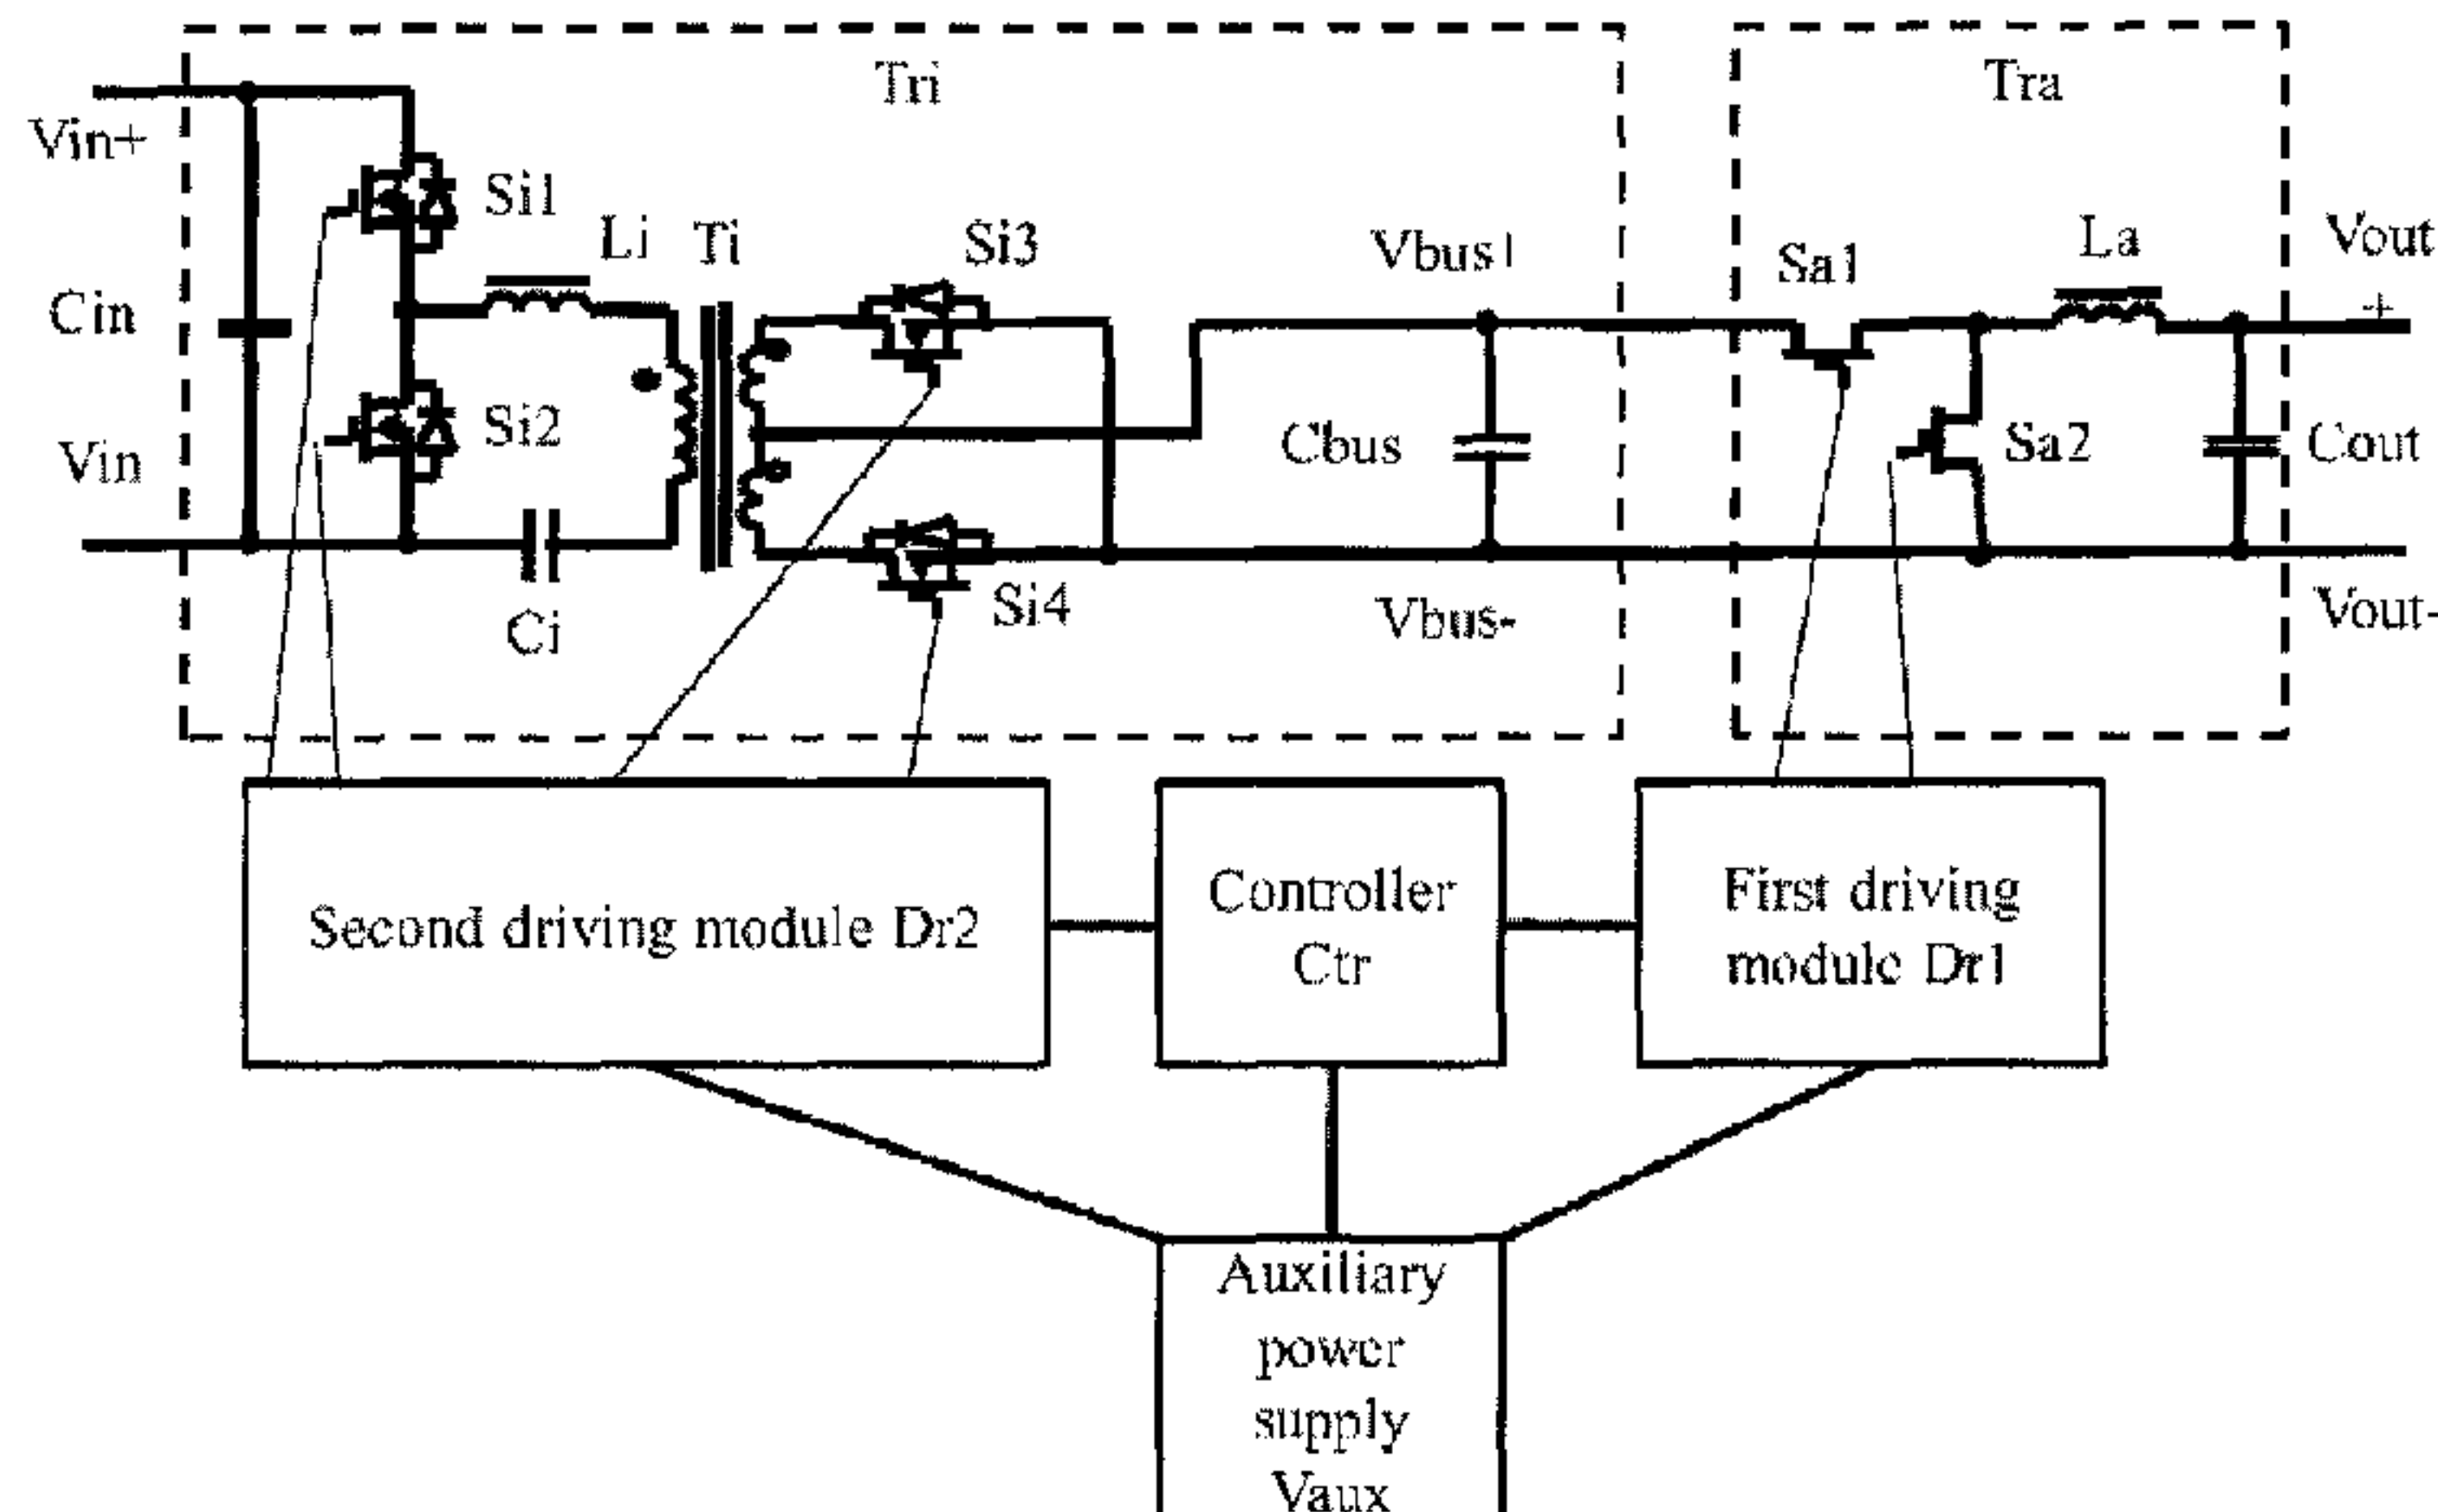 Tri
Tra
Vin+
Si1
Li
Ti
Si3
Vbus1
Sa1
La
Vout
+
Cin
Si2
Vin
Cbus
Sa2
Cout
Ci
Si4
Vbus-
Vout-
Second driving module Dr2
Controller
Ctr
First driving
module Dr1
Auxiliary
power
supply
Vaux